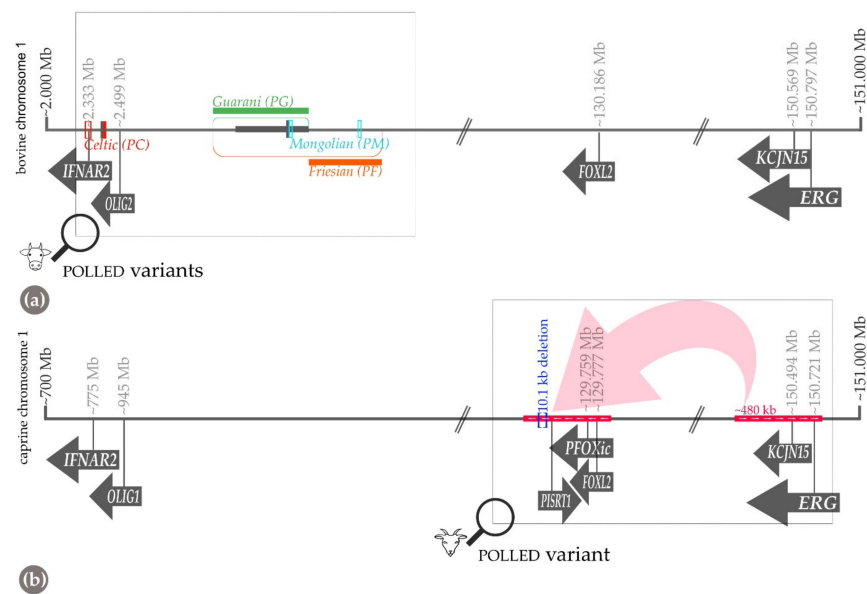 bovine chromosome 1
~2.000 Mb
~2.333 Mb
~2.499 Mb
Guarani (PG)
~130.186 Mb
~150.569 Mb
~150.797 Mb
~151.000 Mb
Celtic (PC)
Mongolian (PM)
Friesian (PF)
IFNAR2
OLIG2
FOXL2
KCJN15
ERG
POLLED variants
(a)
caprine chromosome 1
~700 Mb
~775 Mb
~945 Mb
10.1 kb deletion
~129.759 Mb
~129.777 Mb
~480 kb
~150.494 Mb
~150.721 Mb
~151.000 Mb
IFNAR2
OLIG1
PFOXic
FOXL2
PISRT1
KCJN15
ERG
POLLED variant
(b)